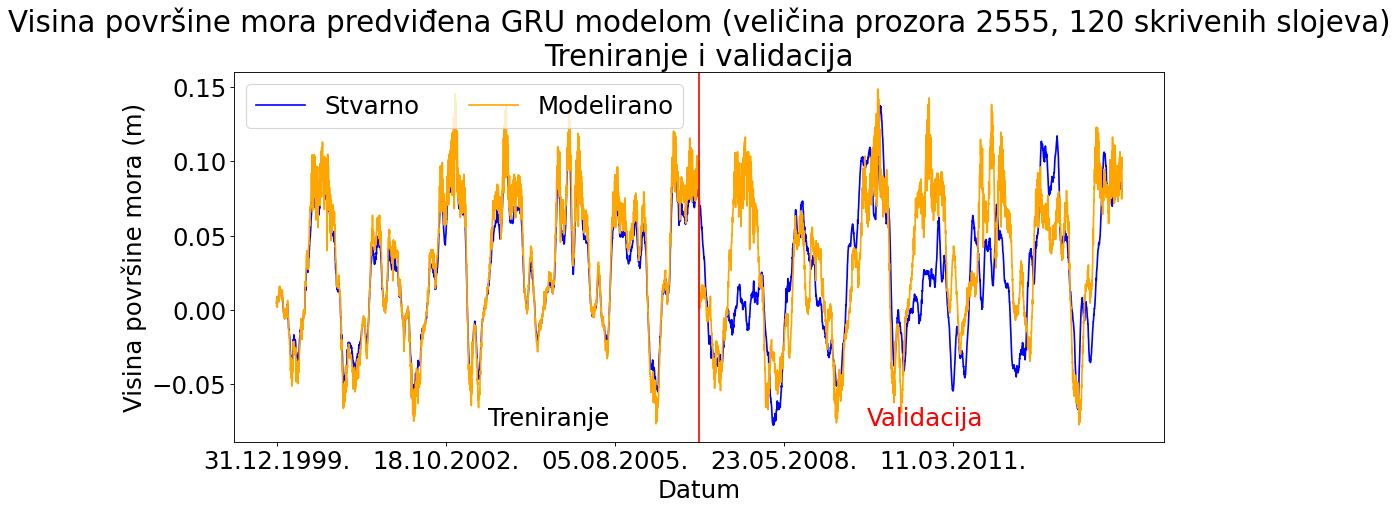 Visina površine mora predviđena GRU modelom (veličina prozora 2555, 120 skrivenih slojeva)
Treniranje i validacija
Stvarno
Modelirano
0.15
0.10
0.05
0.00
−0.05
Visina površine mora (m)
Treniranje
Validacija
31.12.1999.
18.10.2002.
05.08.2005.
23.05.2008.
11.03.2011.
Datum